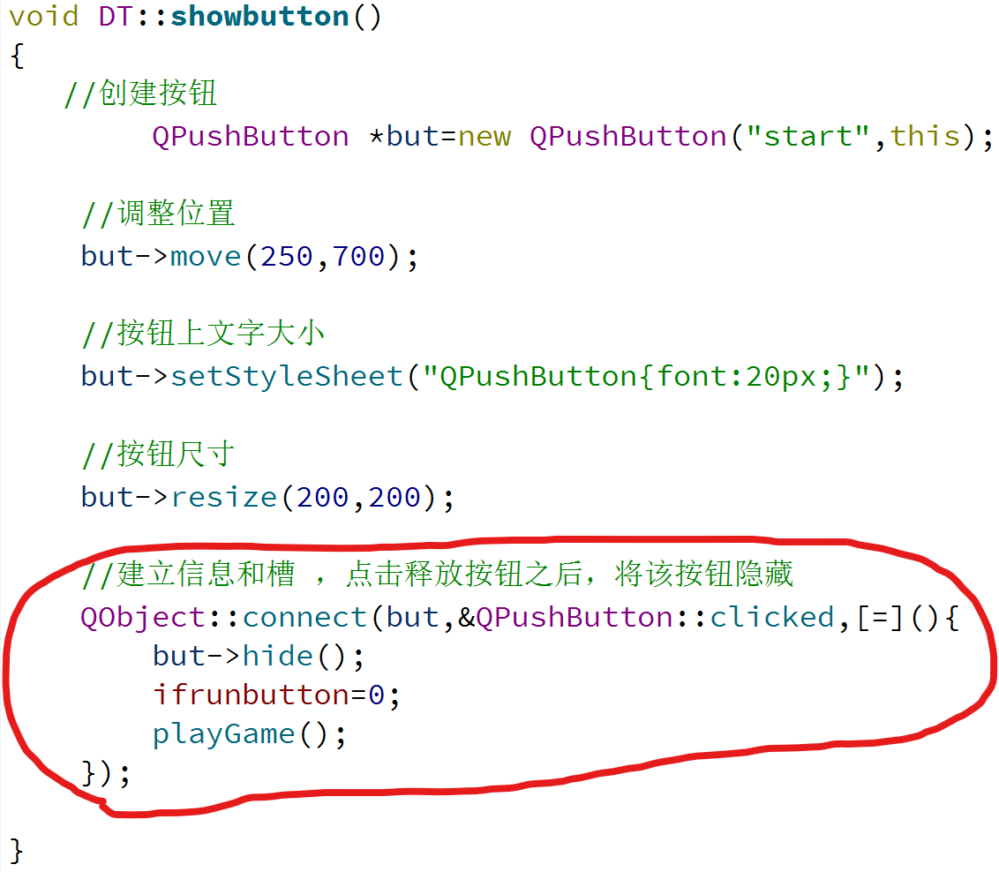 void DT::showbutton()
{
//创建按钮
QPushButton *but=new QPushButton("start",this);
//调整位置
but->move(250,700);
//按钮上文字大小
but->setStyleSheet("QPushButton{font:20px;}");
//按钮尺寸
but->resize(200,200);
//建立信息和槽 ，点击释放按钮之后，将该按钮隐藏
QObject::connect(but,&QPushButton::clicked,[=](){
but->hide();
ifrunbutton=0;
playGame();
});
}